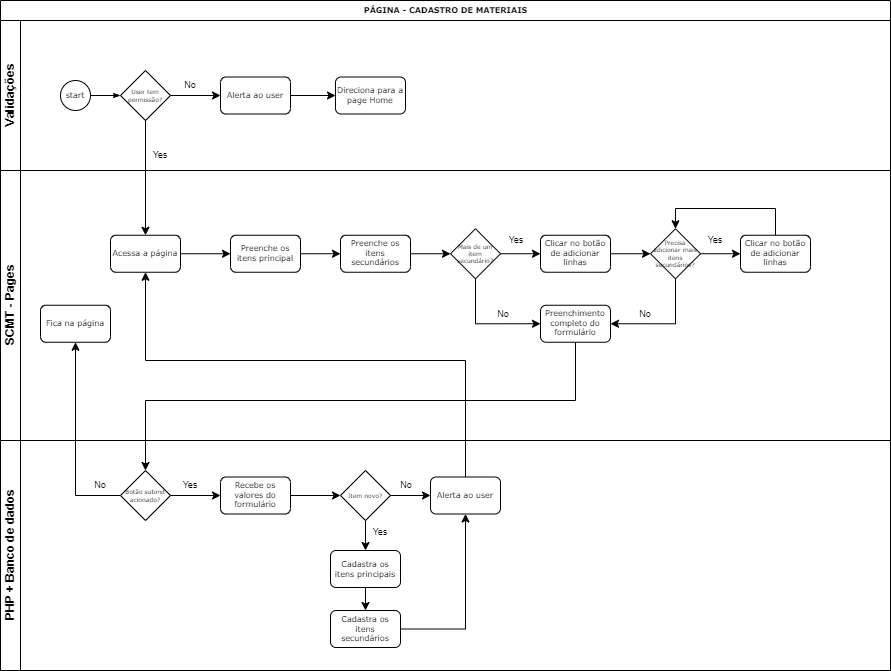 PÁGINA - CADASTRO DE MATERIAIS
Validações
start
User tem
permissão?
No
Alerta ao user
Direciona para a
page Home
Yes
SCMT - Pages
Acessa a página
Preenche os
itens principal
Preenche os
itens
secundários
Mais de um
item
secundário?
Yes
Clicar no botão
de adicionar
linhas
Precisa
adicionar mais
itens
secundários?
Yes
Clicar no botão
de adicionar
linhas
Fica na página
No
Preenchimento
completo do
formulário
No
PHP + Banco de dados
No
Botão submit
acionado?
Yes
Recebe os
valores do
formulário
Item novo?
No
Alerta ao user
Yes
Cadastra os
itens principais
Cadastra os
itens
secundários